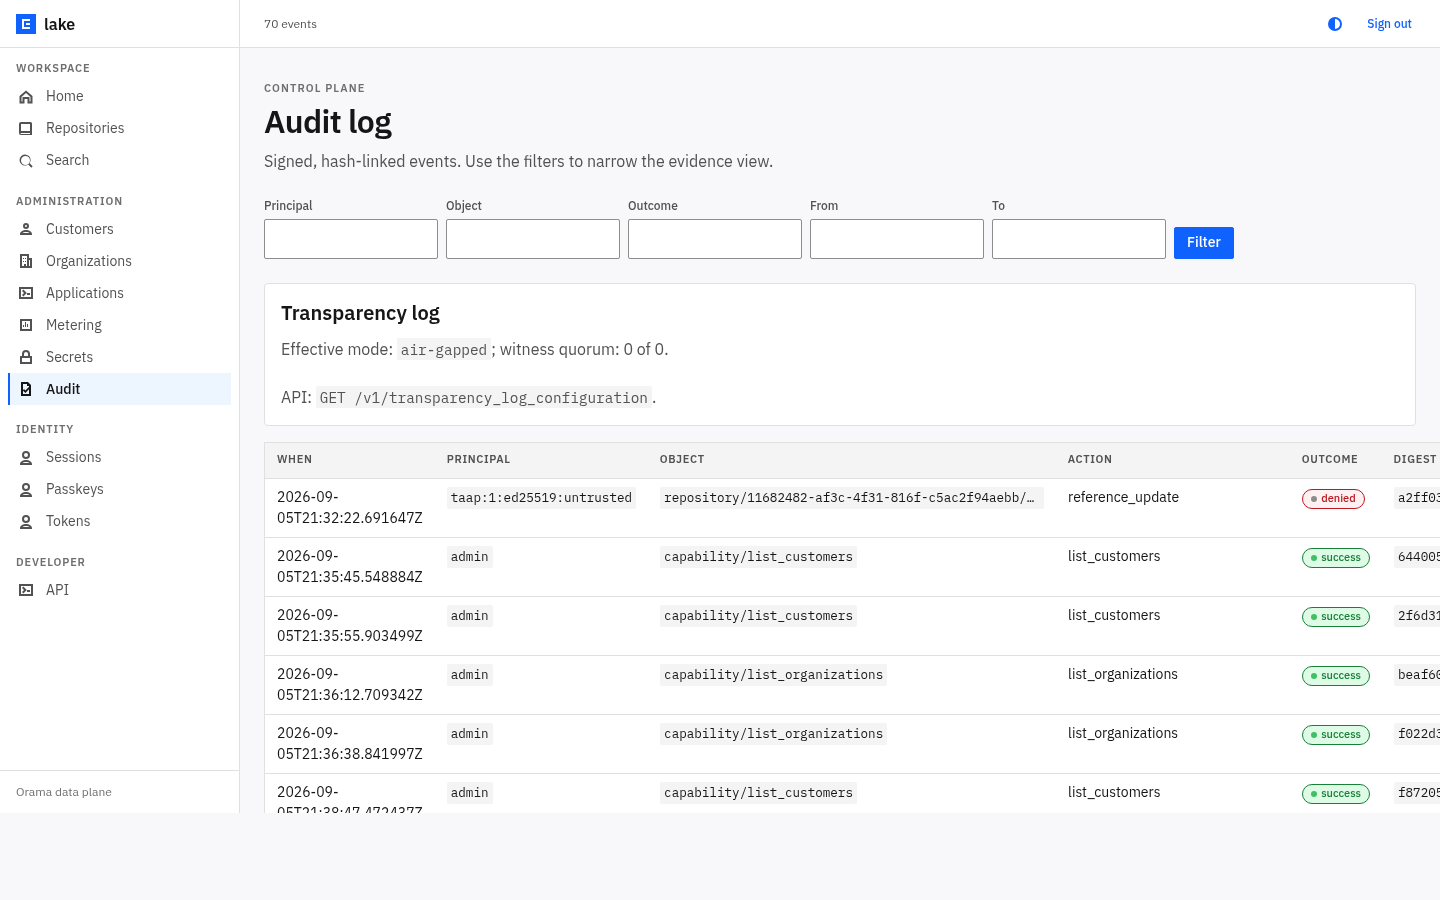 lake
70 events
Sign out
WORKSPACE
Home
Repositories
Search
ADMINISTRATION
Customers
Organizations
Applications
Metering
Secrets
Audit
IDENTITY
Sessions
Passkeys
Tokens
DEVELOPER
API
Orama data plane
CONTROL PLANE
Audit log
Signed, hash-linked events. Use the filters to narrow the evidence view.
Principal Object Outcome From To
Filter
Transparency log
Effective mode: air-gapped; witness quorum: 0 of 0.
API: GET /v1/transparency_log_configuration.
WHEN PRINCIPAL OBJECT ACTION OUTCOME DIGEST
2026-09- taap:1:ed25519:untrusted repository/11682482-af3c-4f31-816f-c5ac2f94aebb/… reference_update denied a2ff03
05T21:32:22.691647Z
2026-09- admin capability/list_customers list_customers success 644005
05T21:35:45.548884Z
2026-09- admin capability/list_customers list_customers success 2f6d31
05T21:35:55.903499Z
2026-09- admin capability/list_organizations list_organizations success beaf60
05T21:36:12.709342Z
2026-09- admin capability/list_organizations list_organizations success f022d3
05T21:36:38.841997Z
2026-09- admin capability/list_customers list_customers success f87205